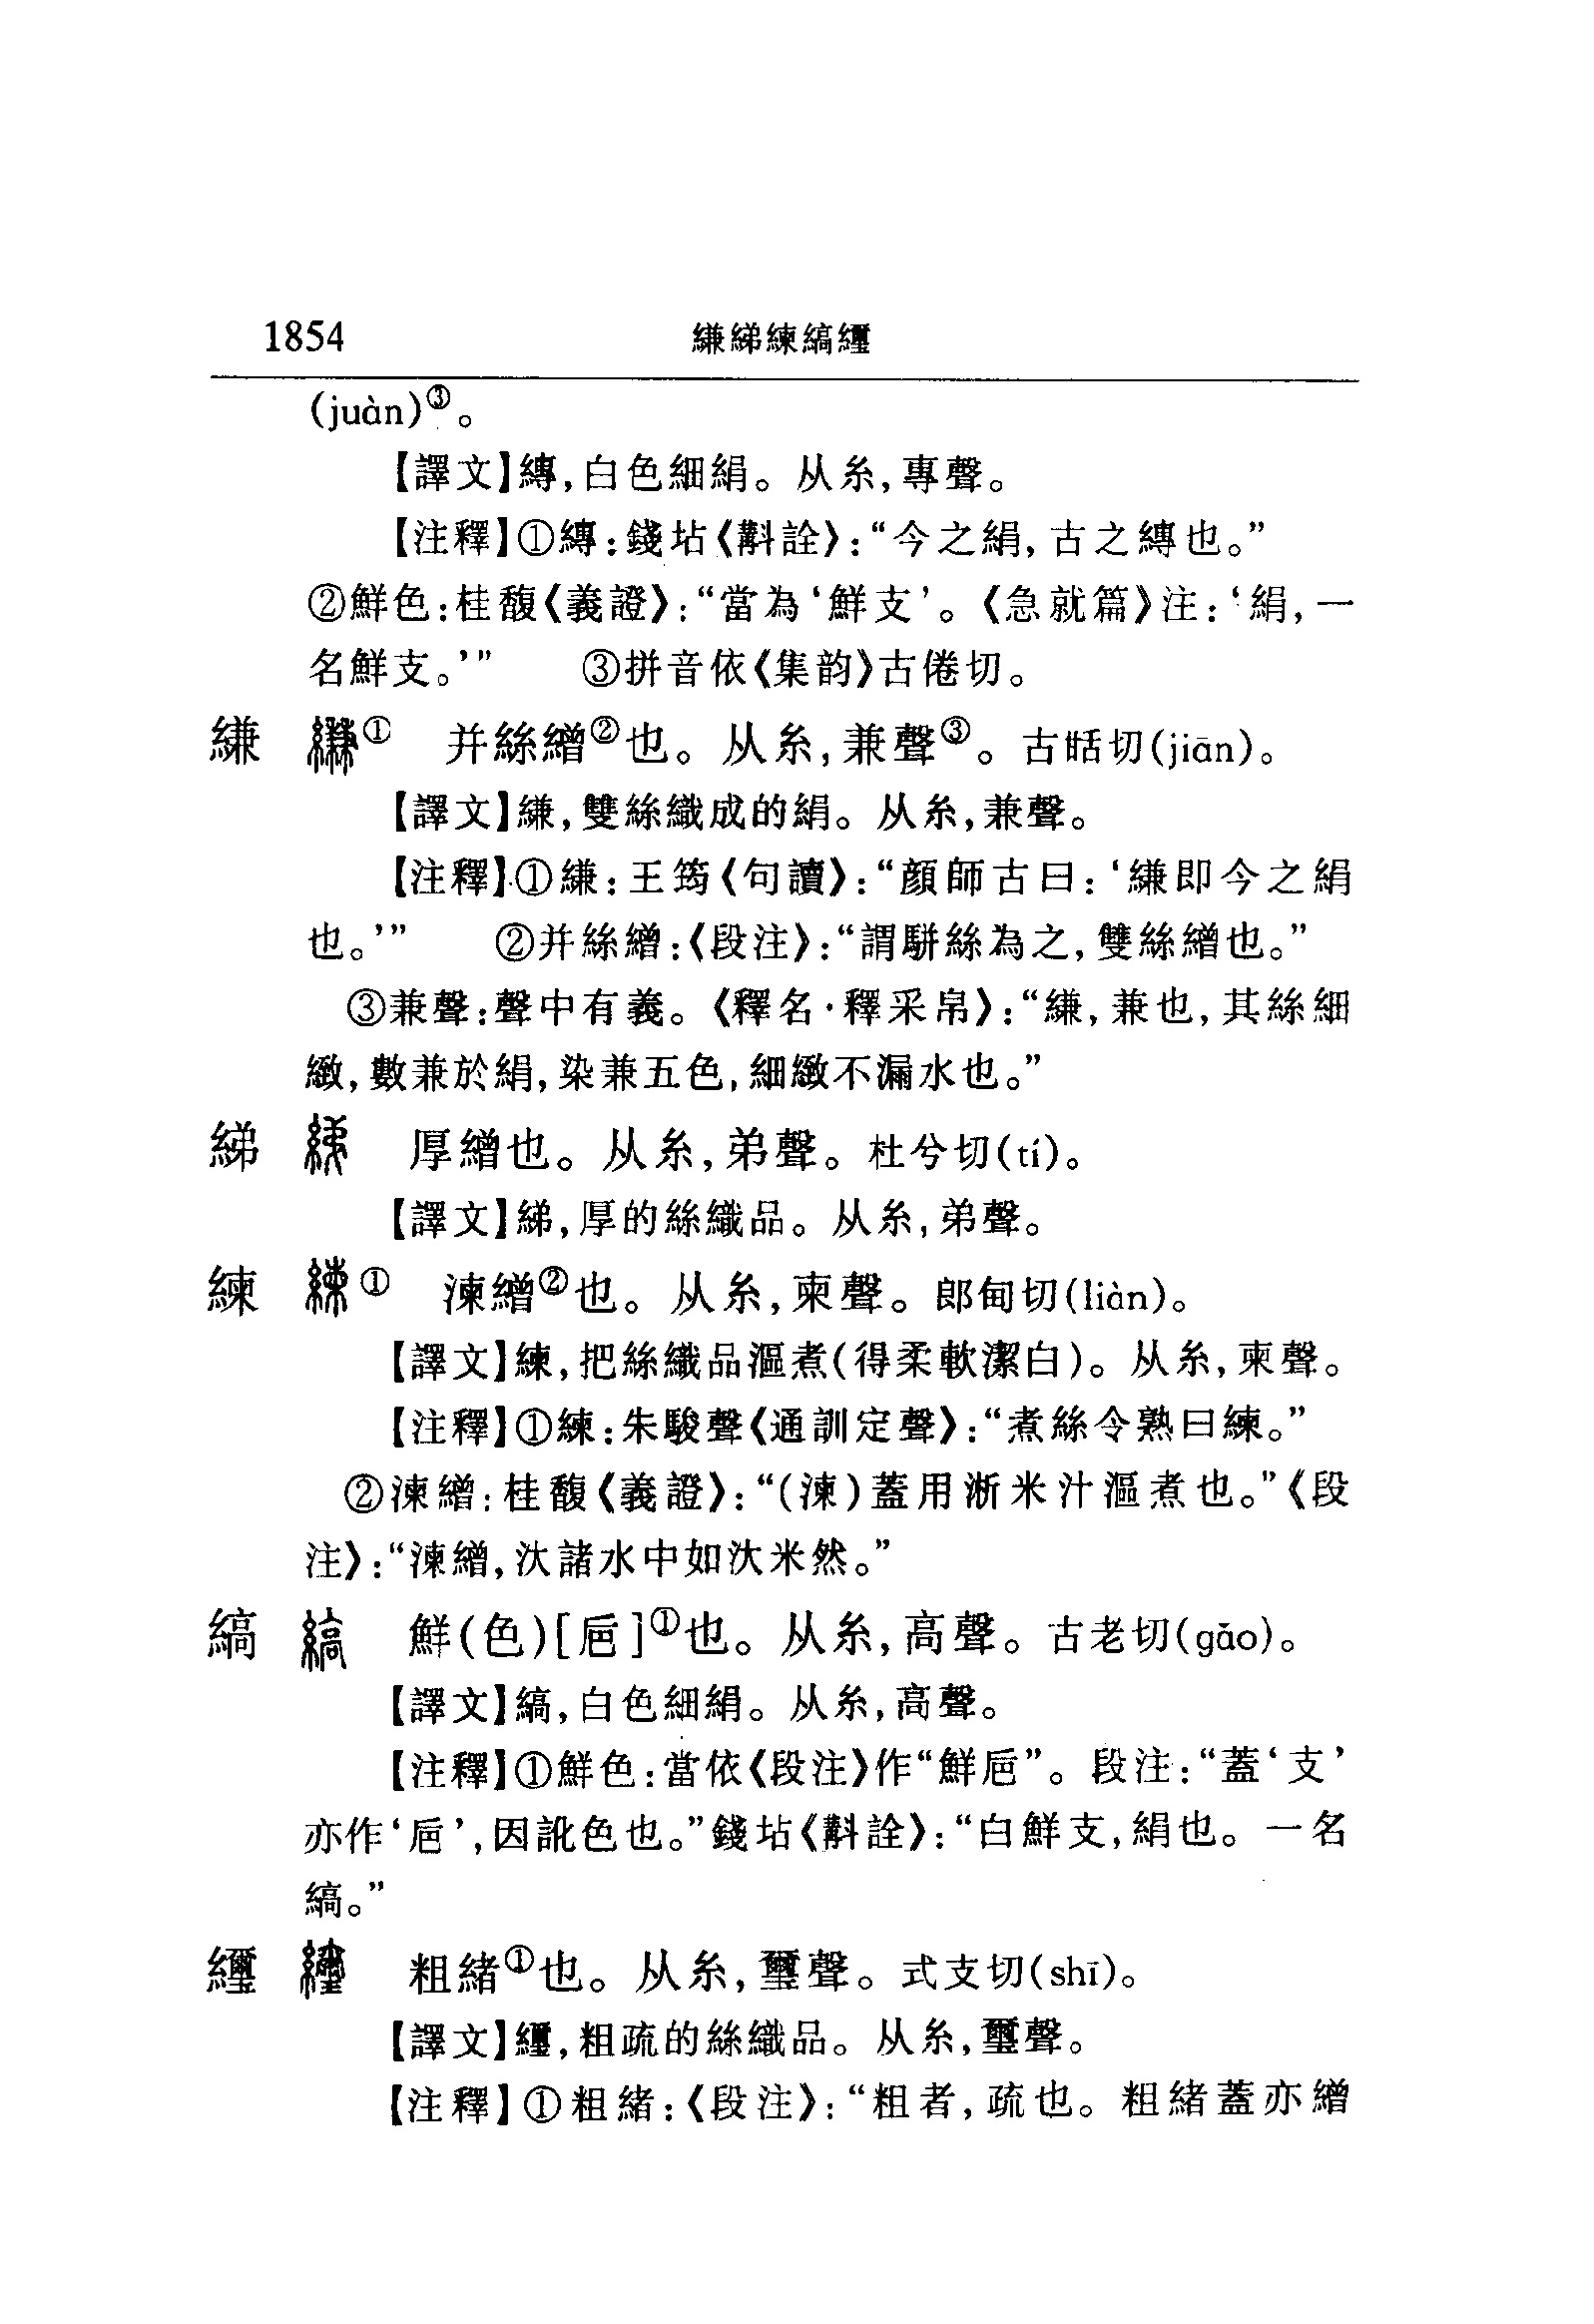 1854 縑綈練縞纚
(juàn)③。
【譯文】縳,白色細絹。从糸,專聲。
【注釋】①縳:錢坫《斠詮》:“今之絹,古之縳也。”
②鮮色:桂馥《義證》:“當為‘鮮支’。《急就篇》注:‘絹,一
名鮮支。’” ③拼音依《集韵》古倦切。
縑 ① 并絲繒②也。从糸,兼聲③。古甜切(jiān)。
【譯文】縑,雙絲織成的絹。从糸,兼聲。
【注釋】①縑:王筠《句讀》:“顔師古曰:‘縑即今之絹
也。’” ②并絲繒:《段注》:“謂駢絲為之,雙絲繒也。”
③兼聲:聲中有義。《釋名·釋采帛》:“縑,兼也,其絲細
緻,數兼於絹,染兼五色,細緻不漏水也。”
綈 厚繒也。从糸,弟聲。杜兮切(tí)。
【譯文】綈,厚的絲織品。从糸,弟聲。
練 ① 湅繒②也。从糸,柬聲。郎甸切(liàn)。
【譯文】練,把絲織品漚煮(得柔軟潔白)。从糸,柬聲。
【注釋】①練:朱駿聲《通訓定聲》:“煮絲令熟曰練。”
②湅繒:桂馥《義證》:“(湅)蓋用淅米汁漚煮也。”《段
注》:“湅繒,汏諸水中如汏米然。”
縞 鮮(色)[巵]①也。从糸,高聲。古老切(gǎo)。
【譯文】縞,白色細絹。从糸,高聲。
【注釋】①鮮色:當依《段注》作“鮮巵”。段注:“蓋‘支’
亦作‘巵’,因訛色也。”錢坫《斠詮》:“白鮮支,絹也。一名
縞。”
𦇹 粗緒①也。从糸,璽聲。式支切(shī)。
【譯文】𦇹,粗疏的絲織品。从糸,璽聲。
【注釋】①粗緒:《段注》:“粗者,疏也。粗緒蓋亦繒